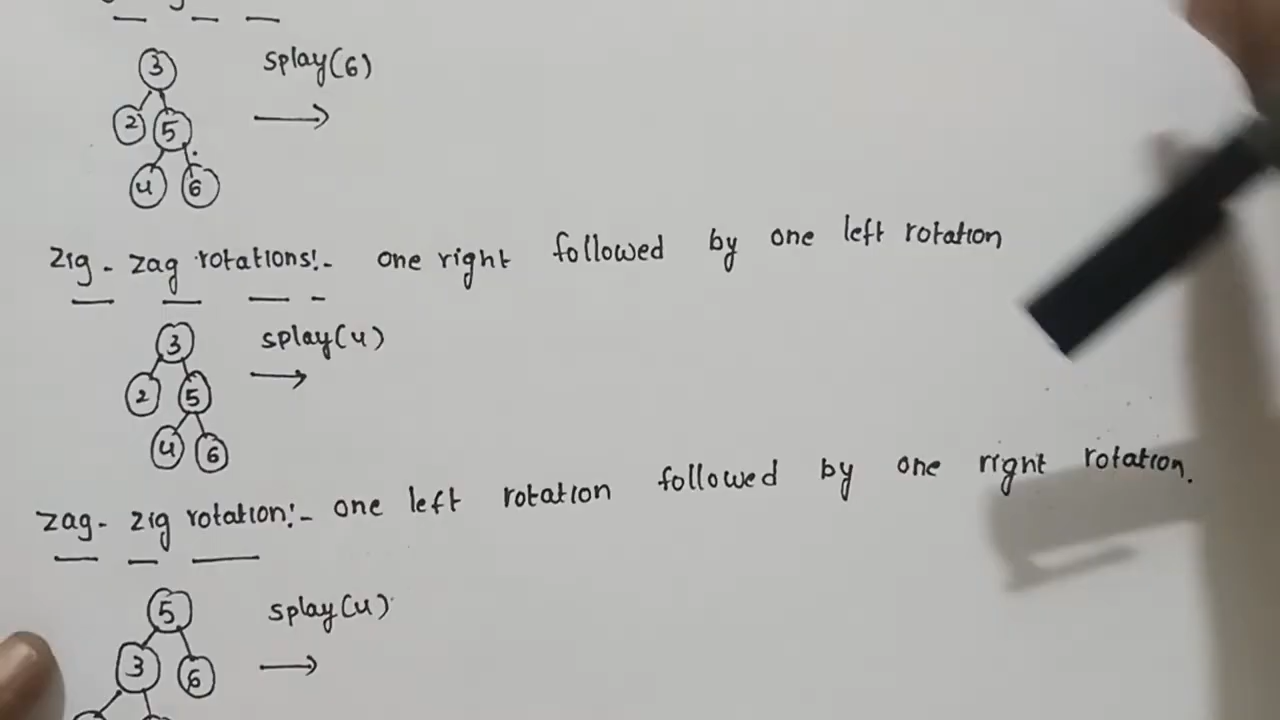 3 splay(6)
2 5
4 6
Zig - zag rotations:- one right followed by one left rotation
3 splay(4)
2 5
4 6
zag - zig rotation:- one left rotation followed by one right rotation.
5 splay(4)
3 6